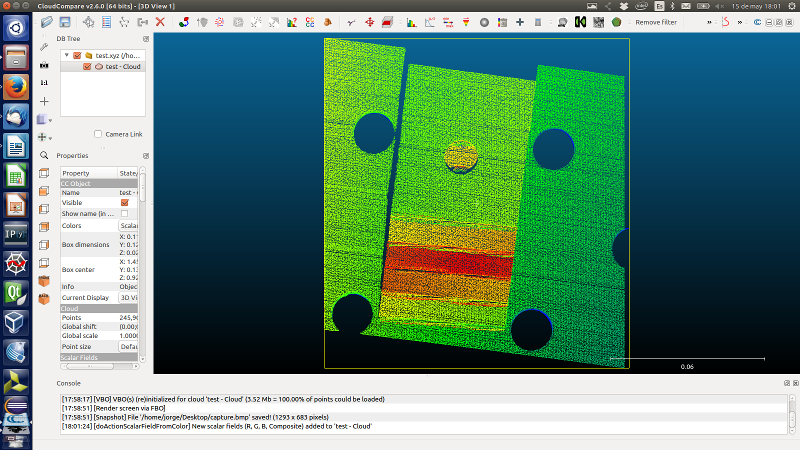 CloudCompare v2.6.0 [64 bits] - [3D View 1]
Es
15 de may 18:01
Remove Filter
»
»
DB Tree
test.xyz (/ho...
test - Cloud
1:1
Camera Link
Properties
Property State/
CC Object
Name test -
Visible
Show name (in ...
Colors Scala
X: 0.1
Box dimensions Y: 0.12
Z: 0.02
X: 1.4
Box center Y: 0.13
Z: 0.92
Info Objec
Current Display 3D Vi
Cloud
Points 245,9
Global shift (0.00;
Global scale 1.0000
Point size Defau
Scalar Fields
0.06
Console
[17:58:17] [VBO] VBO(s) (re)initialized for cloud 'test - Cloud' (3.52 Mb = 100.00% of points could be loaded)
[17:58:51] [Render screen via FBO]
[17:58:51] [Snapshot] File '/home/jorge/Desktop/capture.bmp' saved! (1293 x 683 pixels)
[18:01:24] [doActionScalarFieldFromColor] New scalar fields (R, G, B, Composite) added to 'test - Cloud'